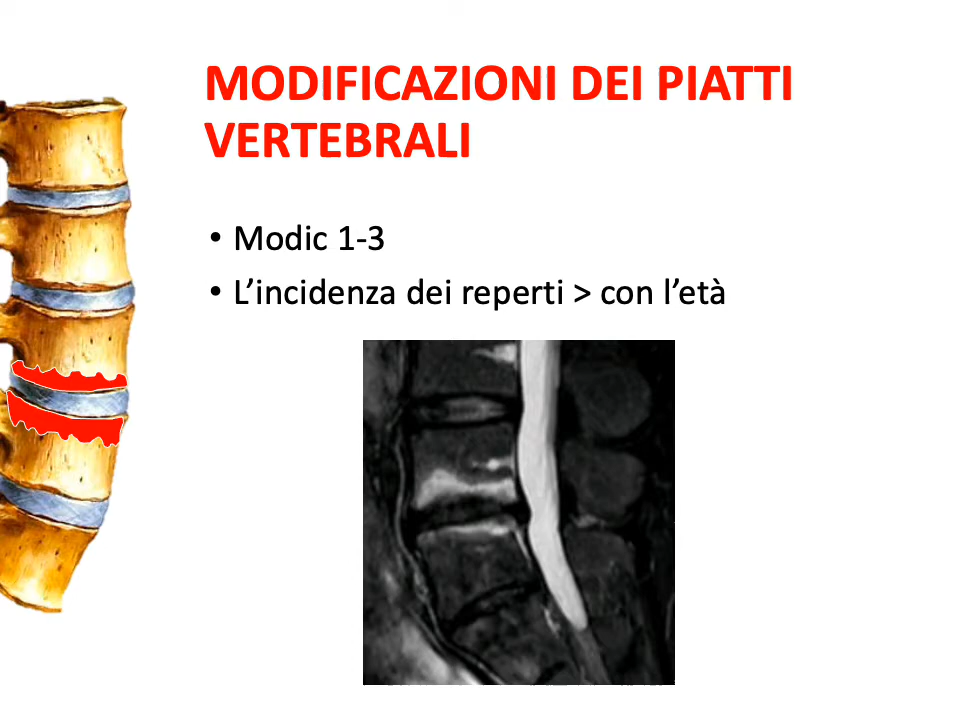 MODIFICAZIONI DEI PIATTI
VERTEBRALI
• Modic 1-3
• L’incidenza dei reperti > con l’età